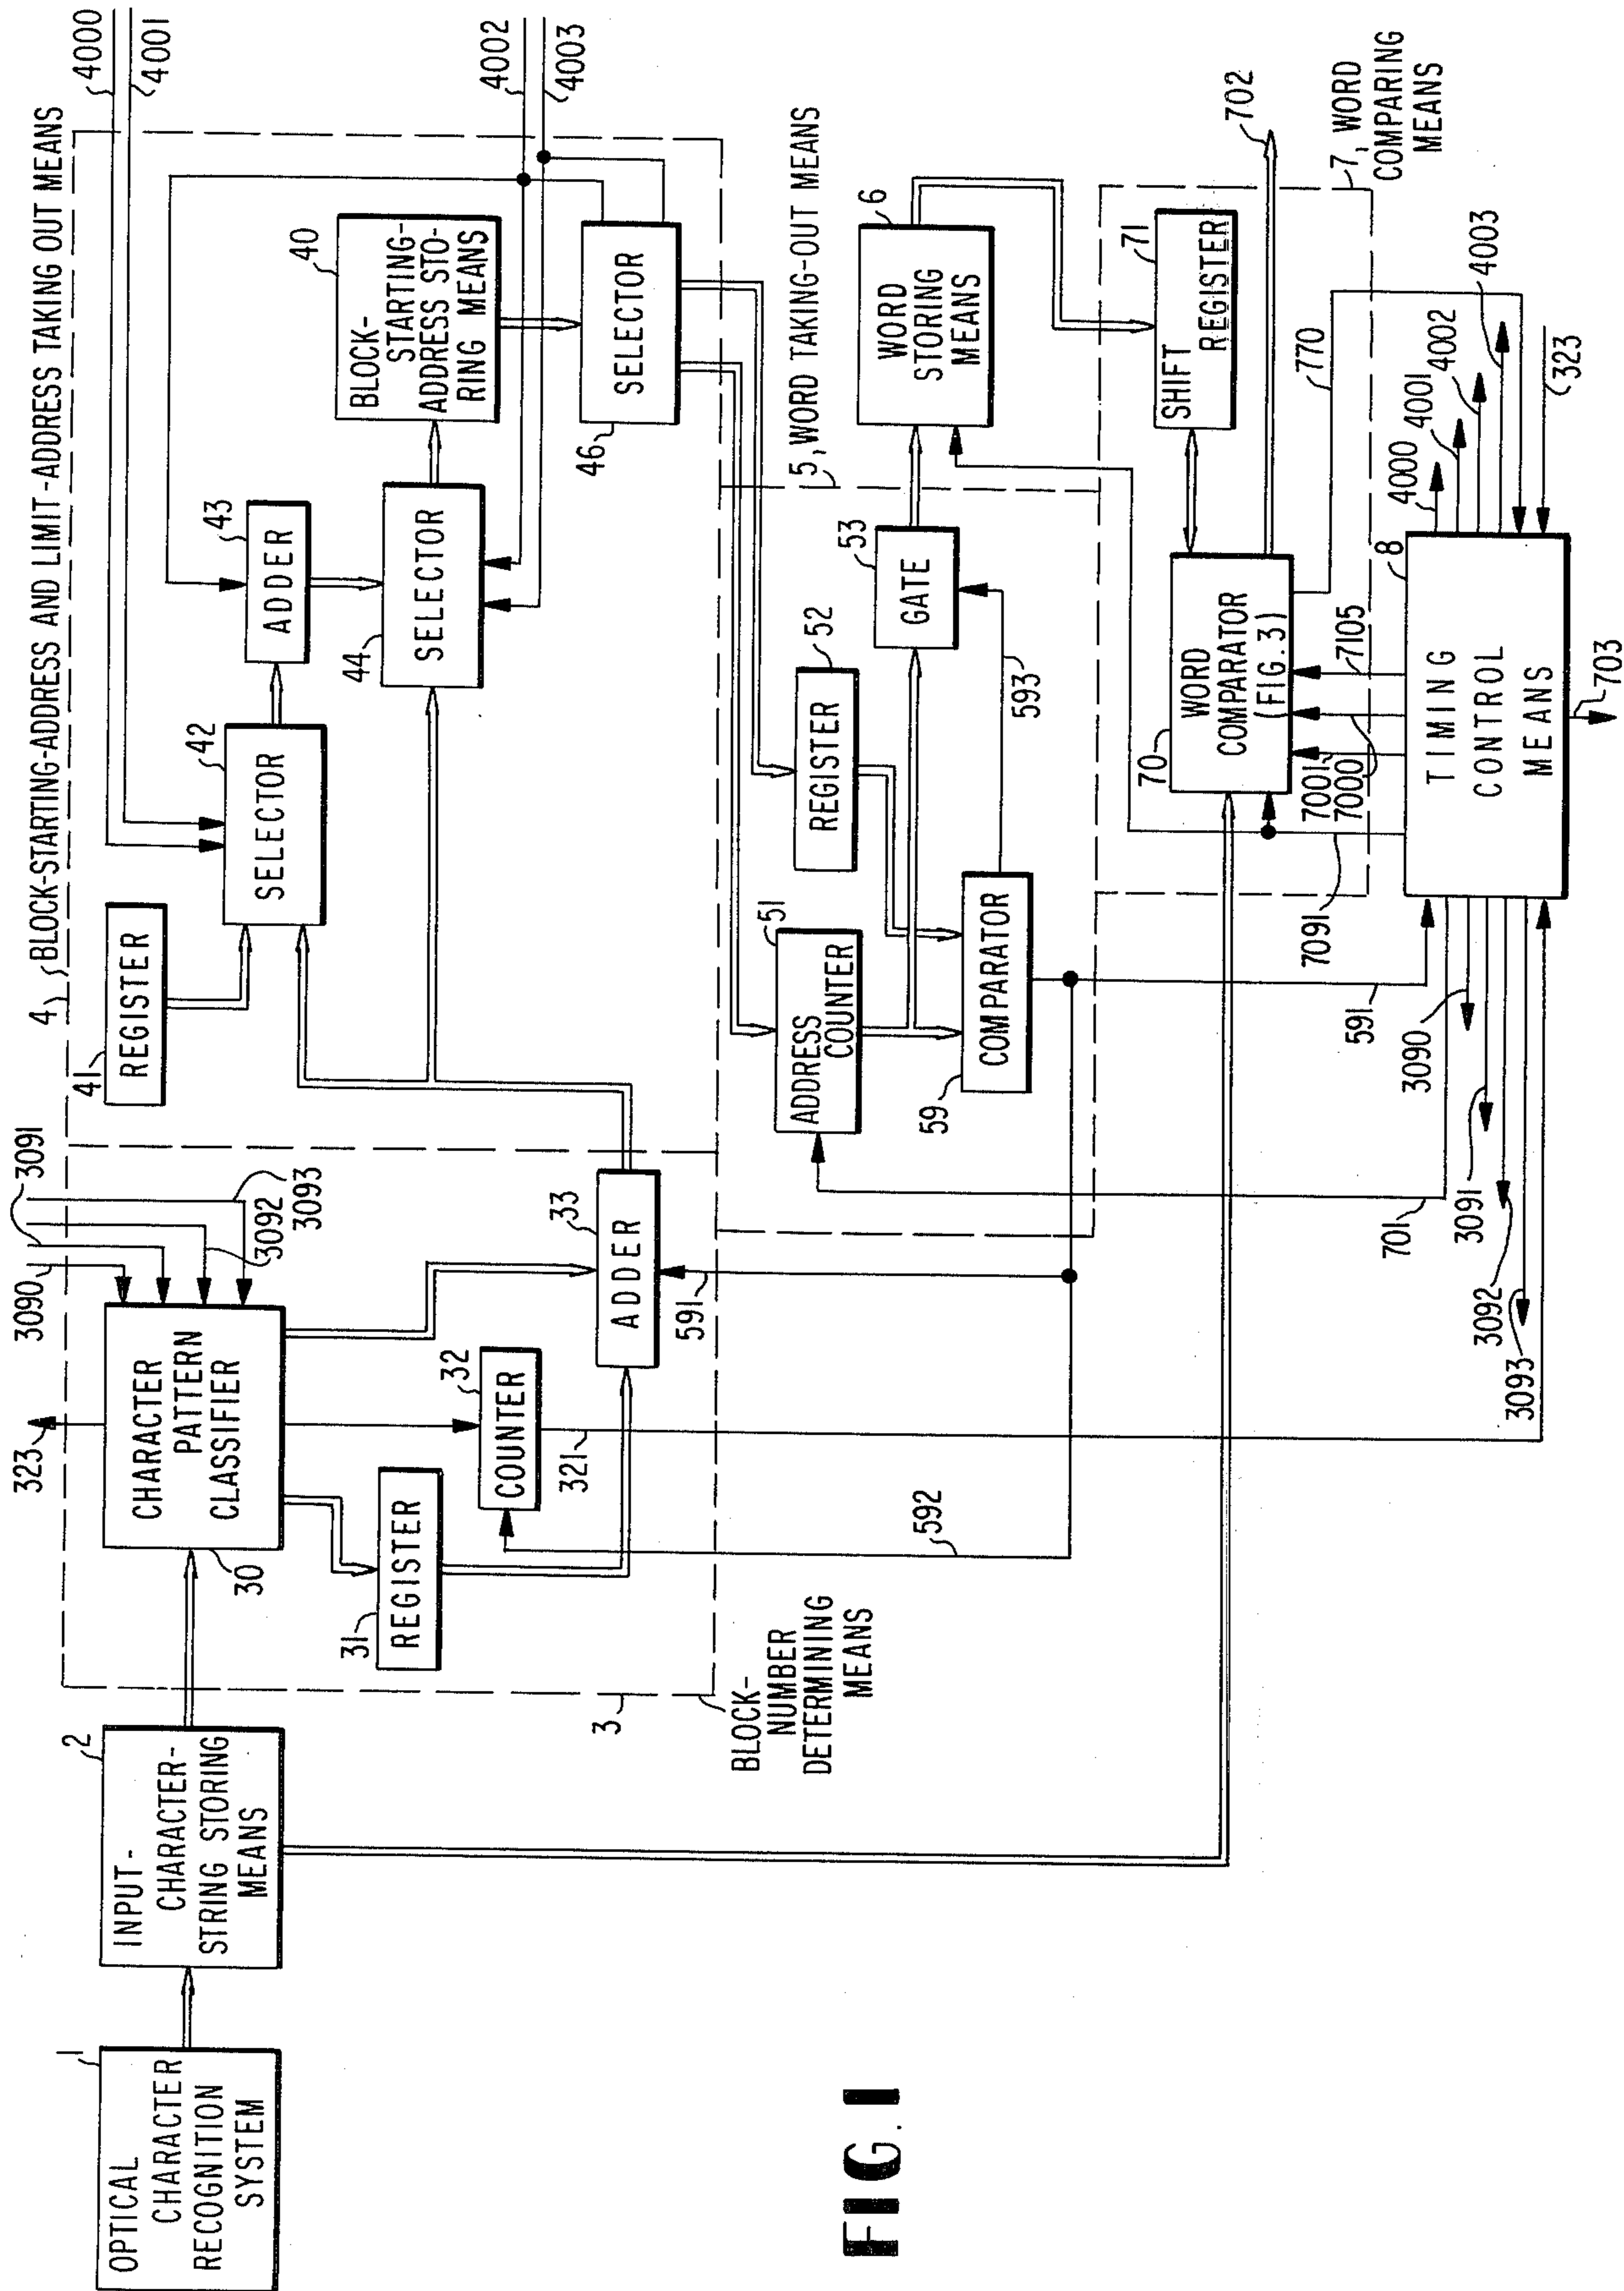 1
OPTICAL
CHARACTER
RECOGNITION
SYSTEM
2
INPUT-
CHARACTER-
STRING STORING
MEANS
3
BLOCK-
NUMBER
DETERMINING
MEANS
323
3090
3091
3092
3093
CHARACTER
PATTERN
CLASSIFIER
30
31
REGISTER
32
COUNTER
321
33
ADDER
591
592
4, BLOCK-STARTING-ADDRESS AND LIMIT-ADDRESS TAKING OUT MEANS
4000
4001
41
REGISTER
42
SELECTOR
43
ADDER
44
SELECTOR
40
BLOCK-
STARTING-
ADDRESS STO-
RING MEANS
46
SELECTOR
4002
4003
5, WORD TAKING-OUT MEANS
51
ADDRESS
COUNTER
52
REGISTER
53
GATE
59
COMPARATOR
593
6
WORD
STORING
MEANS
701
591
7, WORD
COMPARING
MEANS
70
WORD
COMPARATOR
(FIG.3)
71
SHIFT
REGISTER
702
770
7091
7001
7000
7105
8
TIMING
CONTROL
MEANS
3090
3091
3092
3093
4000
4001
4002
4003
323
703
FIG. 1